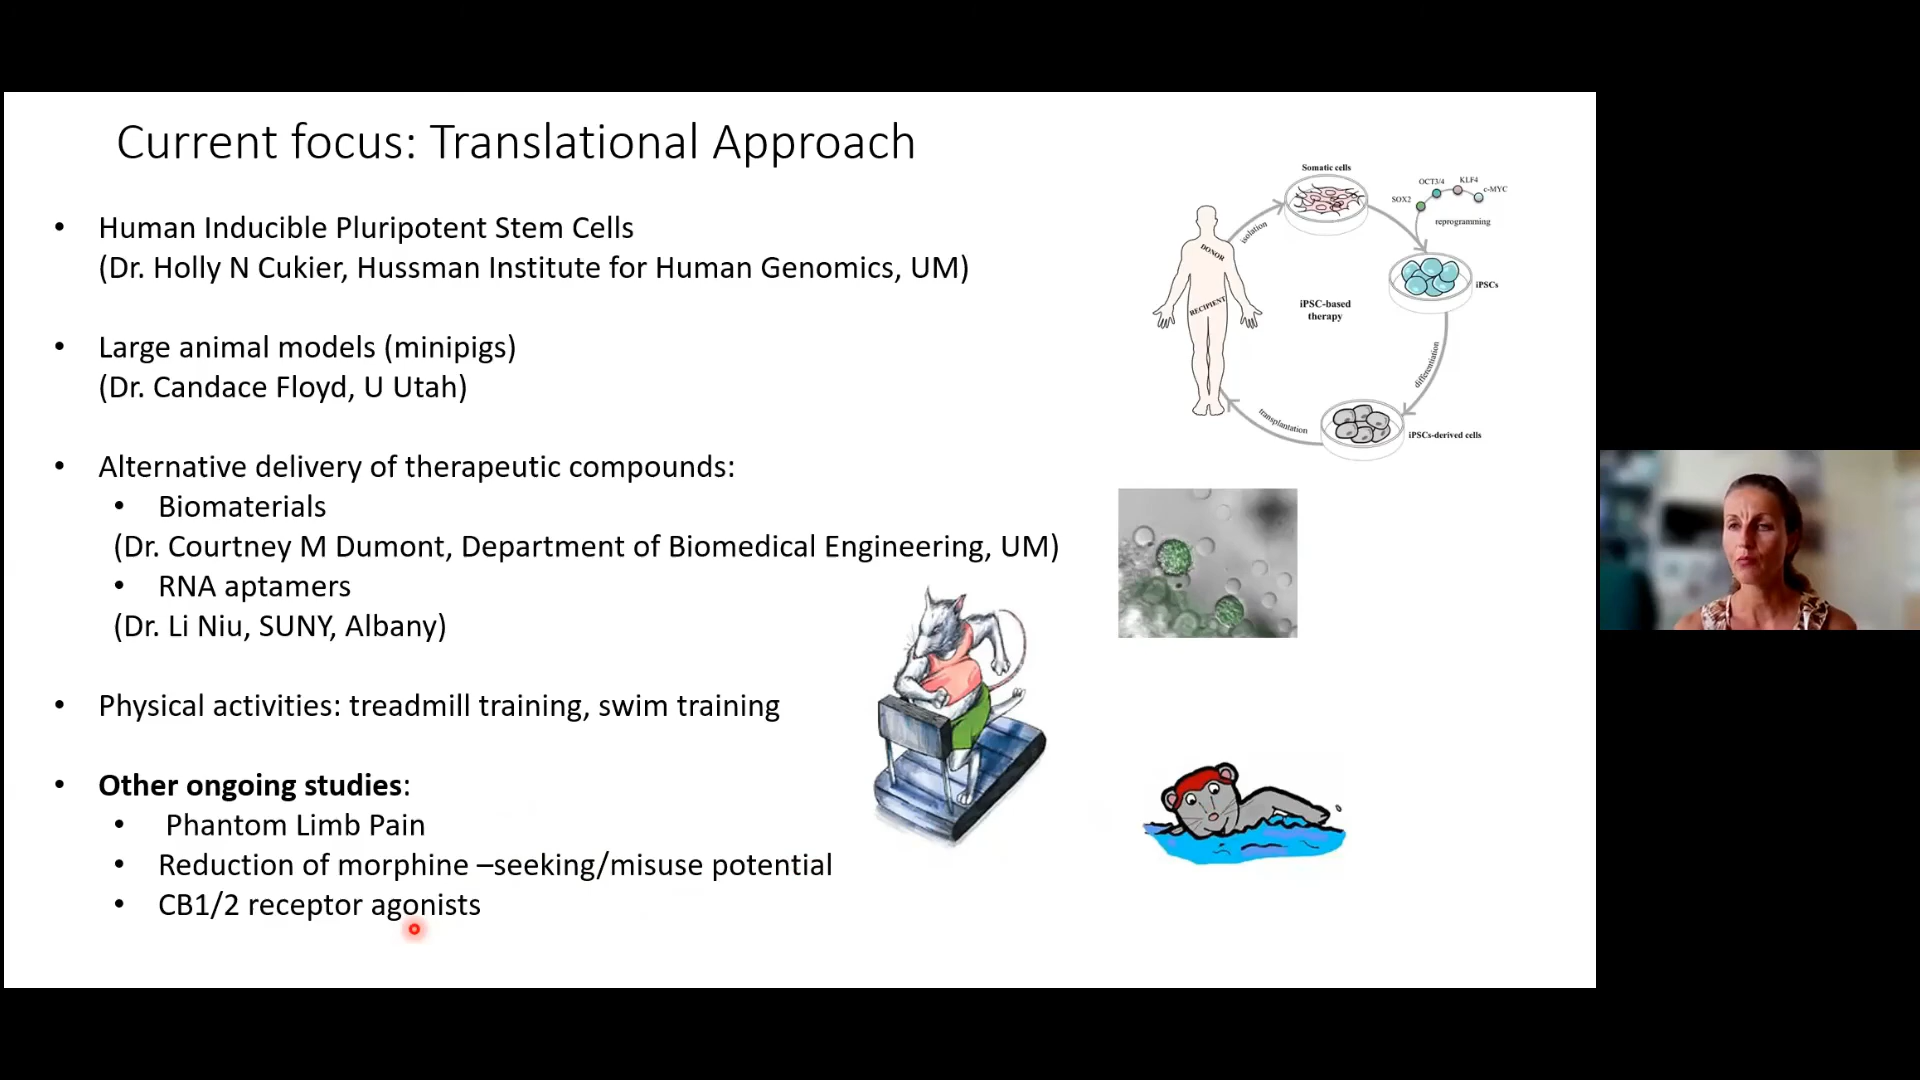 Current focus: Translational Approach
• Human Inducible Pluripotent Stem Cells
(Dr. Holly N Cukier, Hussman Institute for Human Genomics, UM)
• Large animal models (minipigs)
(Dr. Candace Floyd, U Utah)
• Alternative delivery of therapeutic compounds:
• Biomaterials
(Dr. Courtney M Dumont, Department of Biomedical Engineering, UM)
• RNA aptamers
(Dr. Li Niu, SUNY, Albany)
• Physical activities: treadmill training, swim training
• Other ongoing studies:
• Phantom Limb Pain
• Reduction of morphine –seeking/misuse potential
• CB1/2 receptor agonists
Somatic cells
SOX2
OCT3/4
KLF4
c-MYC
reprogramming
isolation
DONOR
RECIPIENT
iPSC-based
therapy
iPSCs
differentiation
iPSCs-derived cells
transplantation